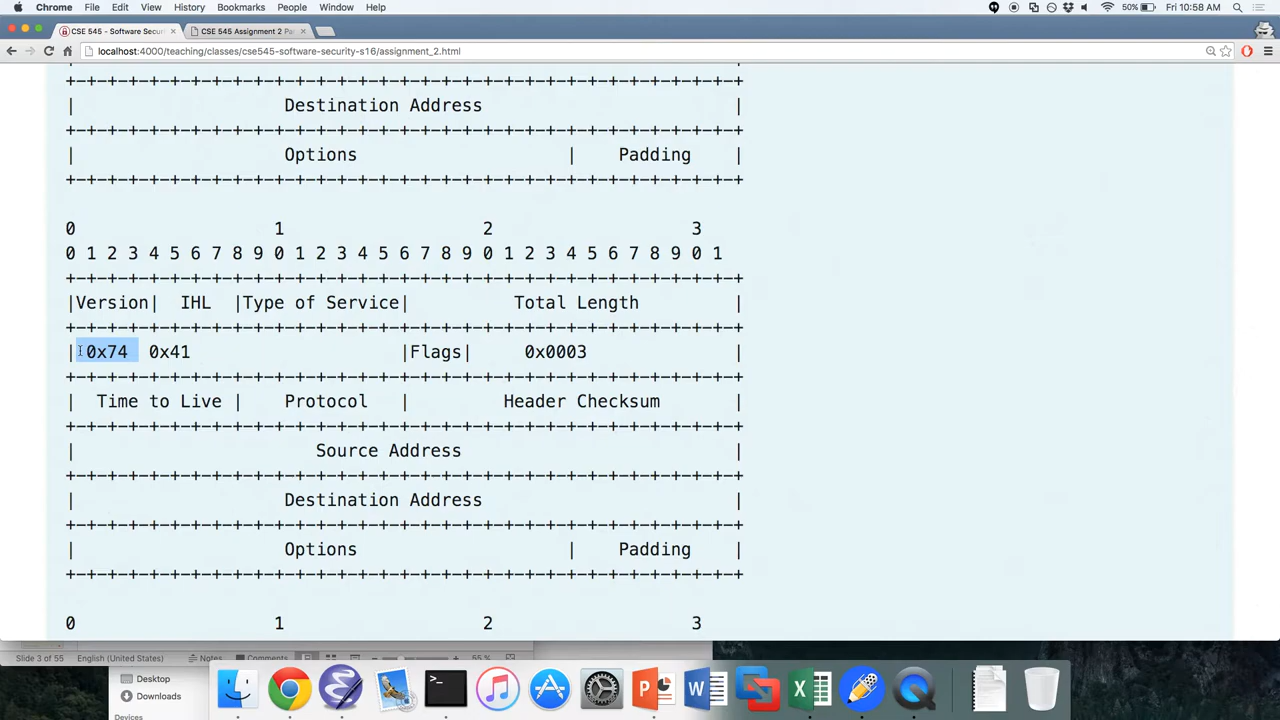 Chrome File Edit View History Bookmarks People Window Help 50% Fri 10:58 AM
CSE 545 - Software Securi × CSE 545 Assignment 2 Par ×
localhost:4000/teaching/classes/cse545-software-security-s16/assignment_2.html
+-+-+-+-+-+-+-+-+-+-+-+-+-+-+-+-+-+-+-+-+-+-+-+-+-+-+-+-+-+-+-+-+
| Destination Address |
+-+-+-+-+-+-+-+-+-+-+-+-+-+-+-+-+-+-+-+-+-+-+-+-+-+-+-+-+-+-+-+-+
| Options | Padding |
+-+-+-+-+-+-+-+-+-+-+-+-+-+-+-+-+-+-+-+-+-+-+-+-+-+-+-+-+-+-+-+-+
0 1 2 3
0 1 2 3 4 5 6 7 8 9 0 1 2 3 4 5 6 7 8 9 0 1 2 3 4 5 6 7 8 9 0 1
+-+-+-+-+-+-+-+-+-+-+-+-+-+-+-+-+-+-+-+-+-+-+-+-+-+-+-+-+-+-+-+-+
|Version| IHL |Type of Service| Total Length |
+-+-+-+-+-+-+-+-+-+-+-+-+-+-+-+-+-+-+-+-+-+-+-+-+-+-+-+-+-+-+-+-+
| 0x74 0x41 |Flags| 0x0003 |
+-+-+-+-+-+-+-+-+-+-+-+-+-+-+-+-+-+-+-+-+-+-+-+-+-+-+-+-+-+-+-+-+
| Time to Live | Protocol | Header Checksum |
+-+-+-+-+-+-+-+-+-+-+-+-+-+-+-+-+-+-+-+-+-+-+-+-+-+-+-+-+-+-+-+-+
| Source Address |
+-+-+-+-+-+-+-+-+-+-+-+-+-+-+-+-+-+-+-+-+-+-+-+-+-+-+-+-+-+-+-+-+
| Destination Address |
+-+-+-+-+-+-+-+-+-+-+-+-+-+-+-+-+-+-+-+-+-+-+-+-+-+-+-+-+-+-+-+-+
| Options | Padding |
+-+-+-+-+-+-+-+-+-+-+-+-+-+-+-+-+-+-+-+-+-+-+-+-+-+-+-+-+-+-+-+-+
0 1 2 3
Slide 3 of 55 English (United States) Notes Comments 55 %
Desktop
Downloads
Devices